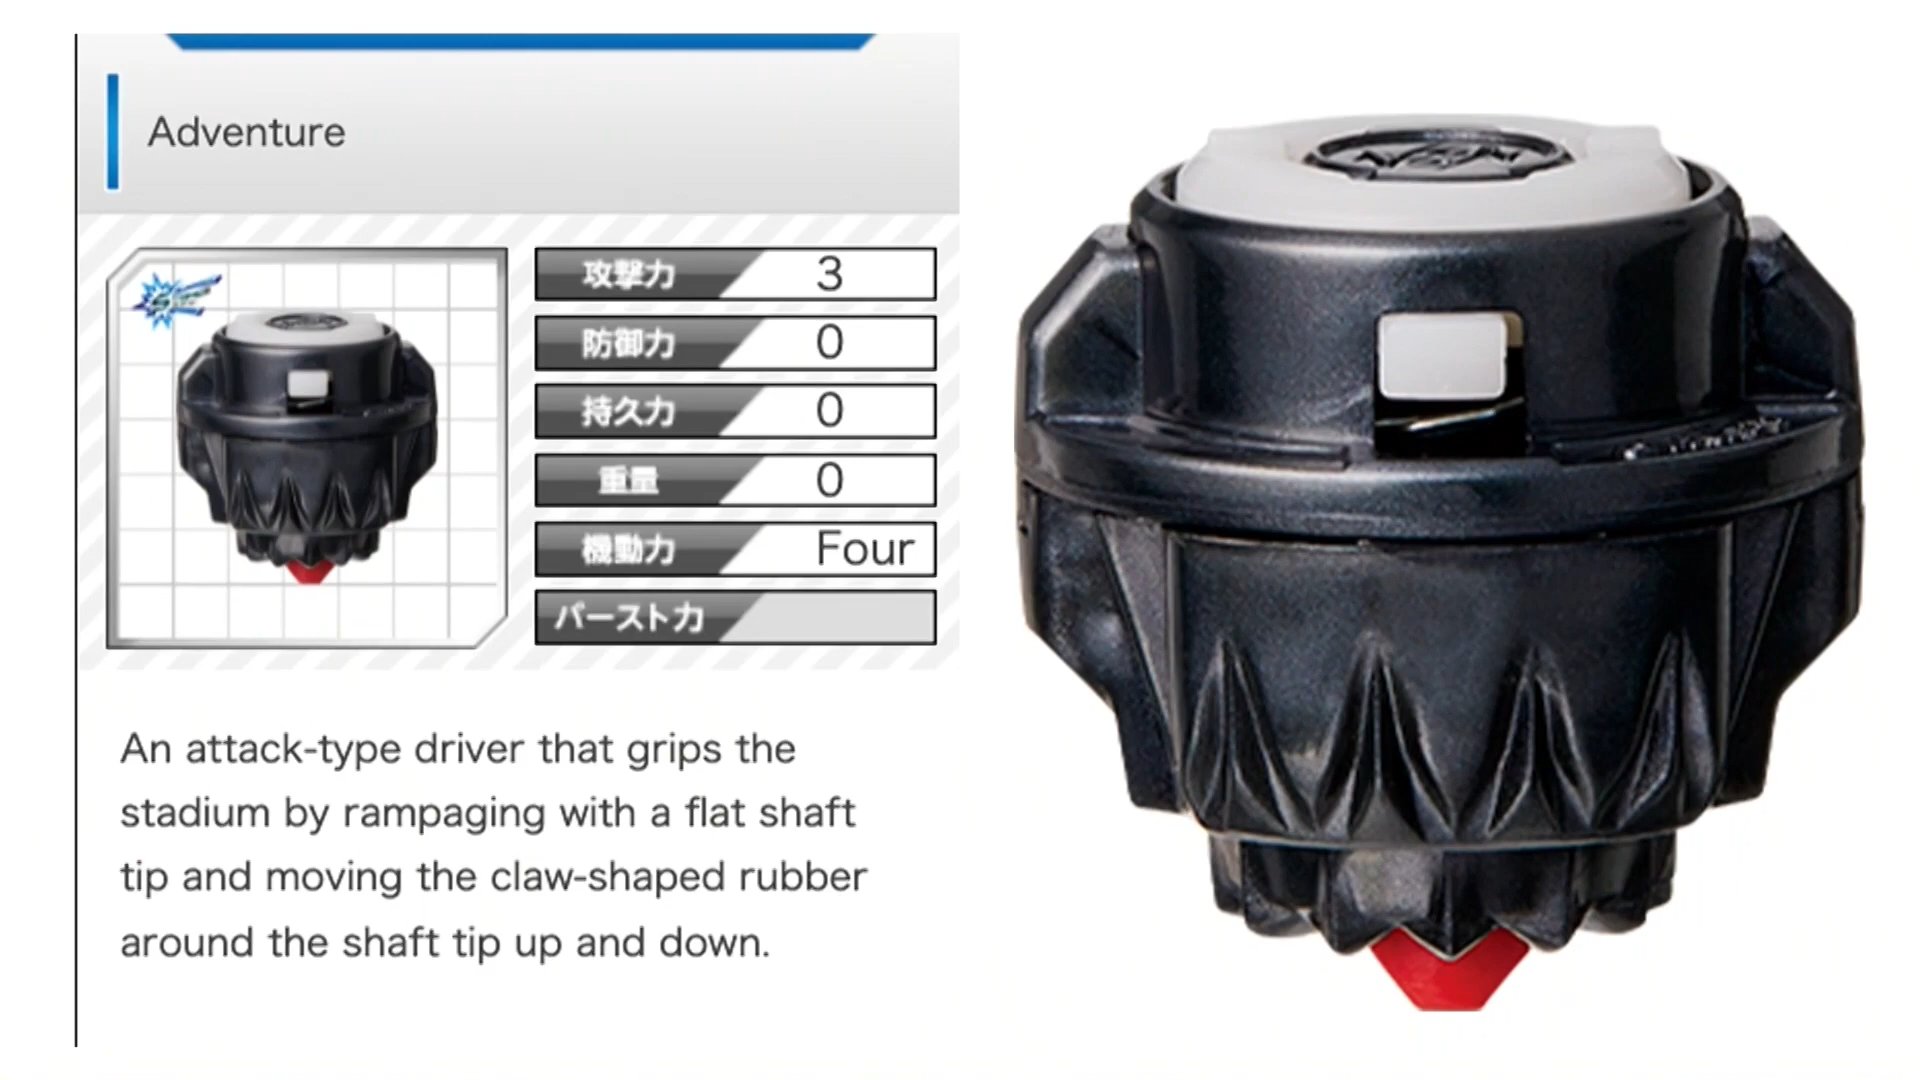 Adventure
攻撃力 3
防御力 0
持久力 0
重量 0
機動力 Four
バースト力
An attack-type driver that grips the
stadium by rampaging with a flat shaft
tip and moving the claw-shaped rubber
around the shaft tip up and down.